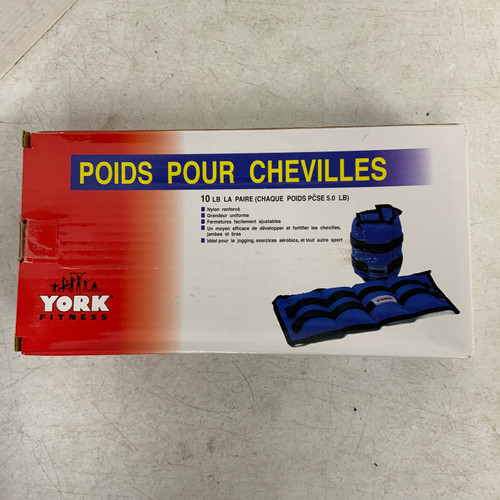 POIDS POUR CHEVILLES
10 LB LA PAIRE (CHAQUE POIDS PČSE 5.0 LB)
Nylon renforcé
Grandeur uniforme
Fermetures facilement ajustables
Un moyen efficace de développer et fortifier les chevilles,
jambes et bras
Idéal pour le jogging, exercices aérobics, et tout autre sport
YORK
FITNESS